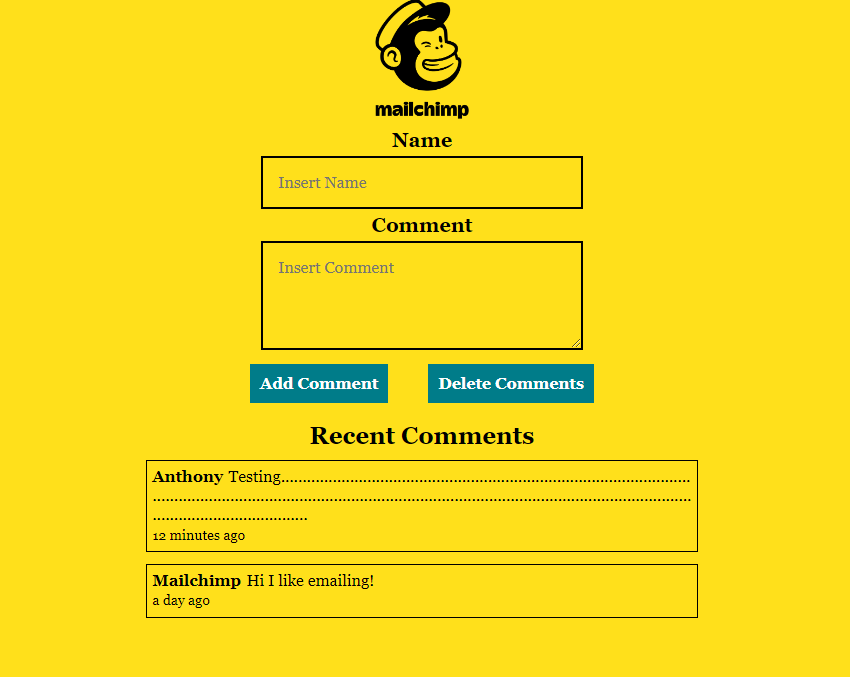 mailchimp
Name
Insert Name
Comment
Insert Comment
Add Comment
Delete Comments
Recent Comments
Anthony Testing...............................................................................................
.............................................................................................................................
....................................
12 minutes ago
Mailchimp Hi I like emailing!
a day ago